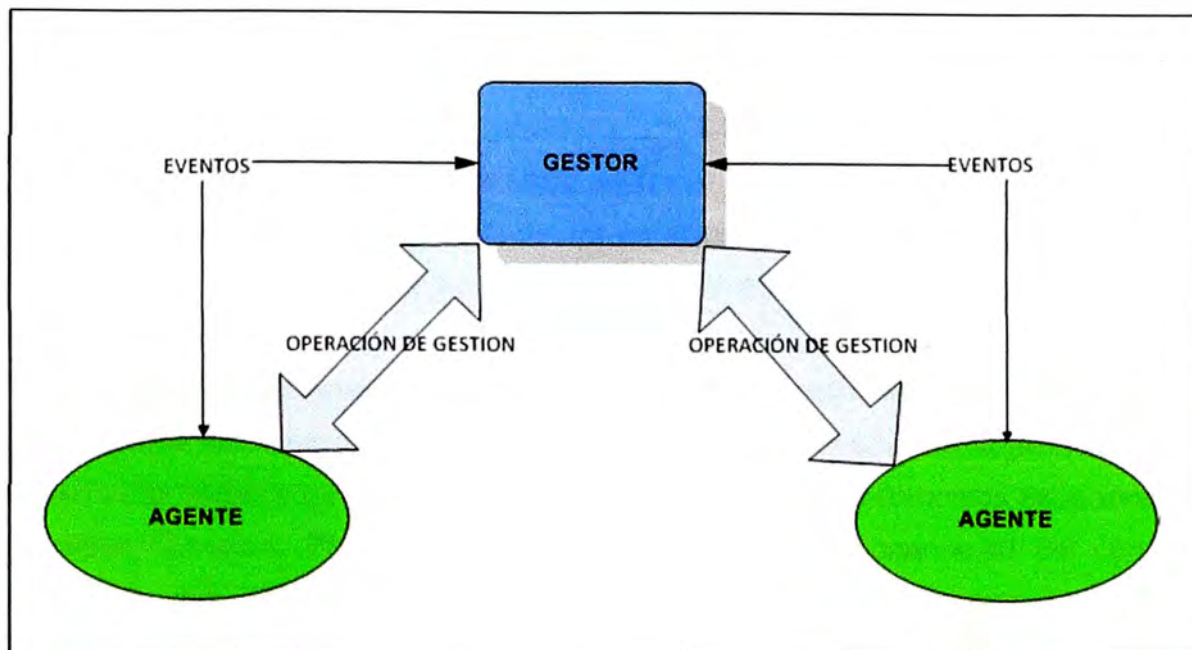 GESTOR
EVENTOS
EVENTOS
OPERACIÓN DE GESTION
OPERACIÓN DE GESTION
AGENTE
AGENTE